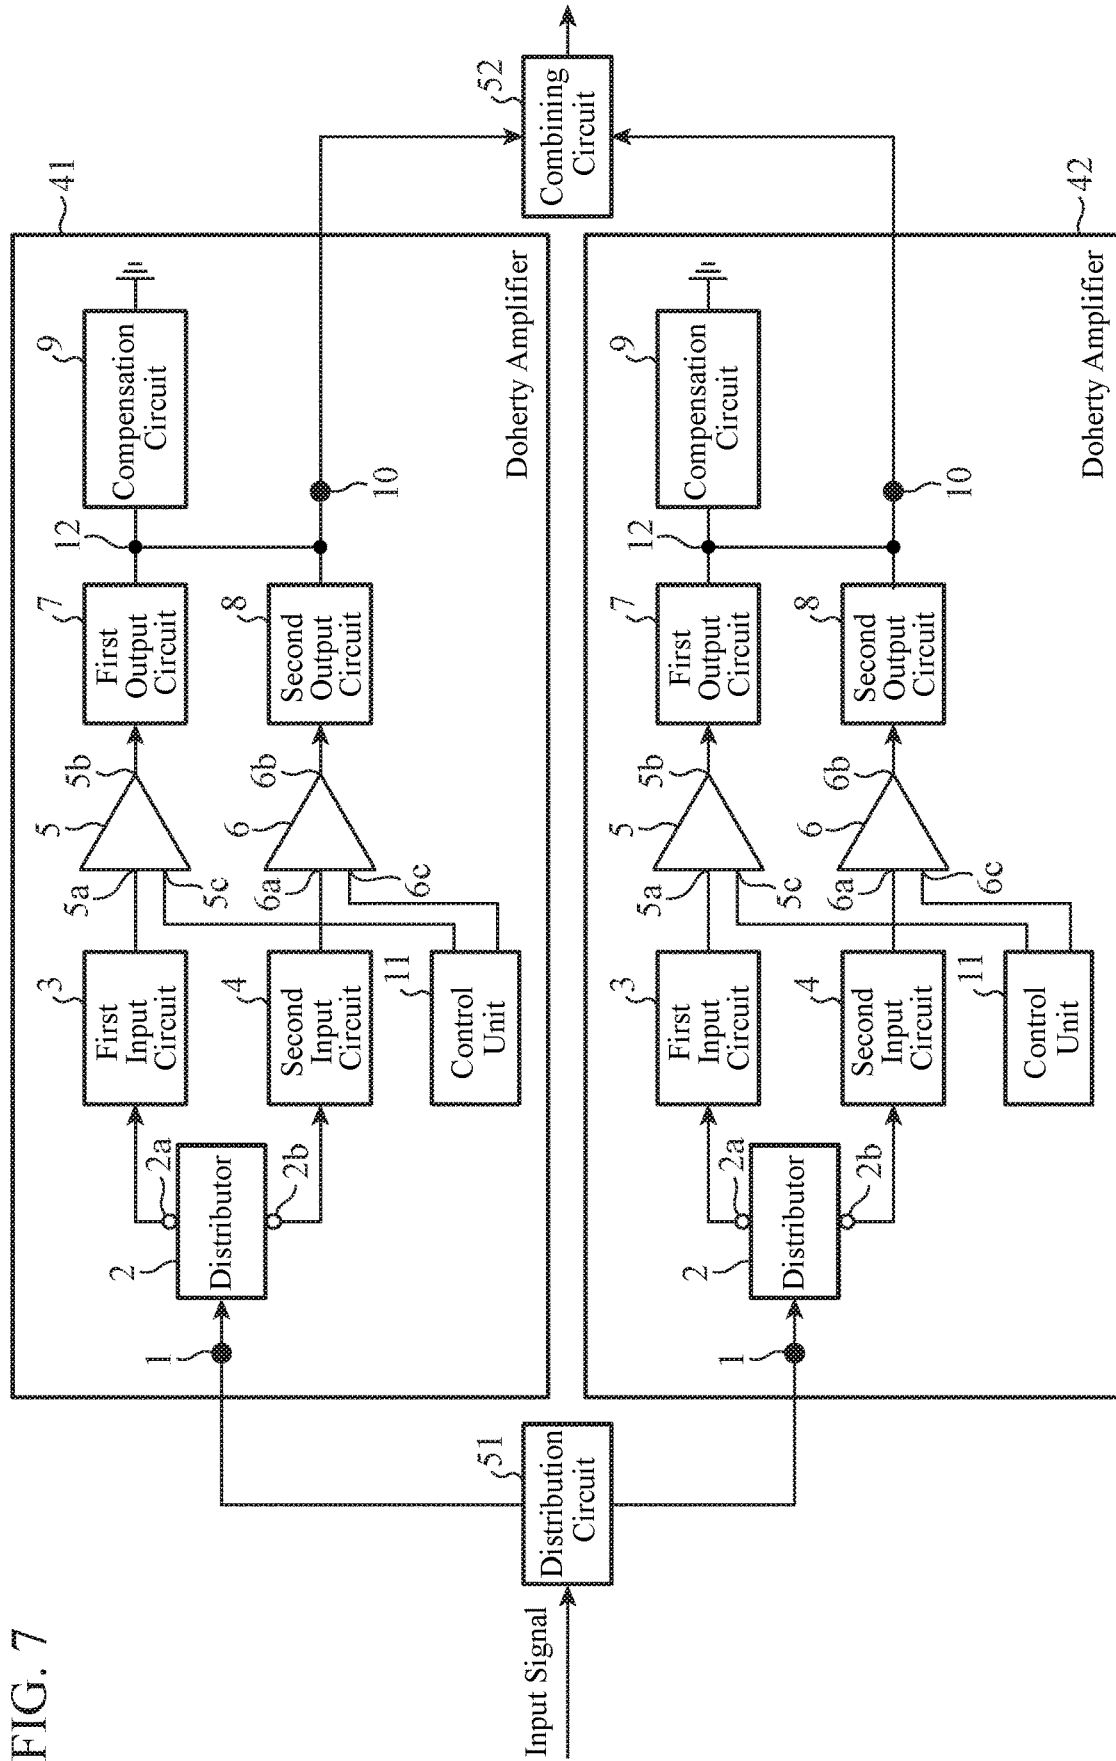 FIG. 7
Input Signal
51
Distribution
Circuit
41
1
2
Distributor
2a
2b
3
First
Input
Circuit
4
Second
Input
Circuit
11
Control
Unit
5
5a
5b
5c
6
6a
6b
6c
7
First
Output
Circuit
8
Second
Output
Circuit
12
9
Compensation
Circuit
10
Doherty Amplifier
52
Combining
Circuit
42
1
2
Distributor
2a
2b
3
First
Input
Circuit
4
Second
Input
Circuit
11
Control
Unit
5
5a
5b
5c
6
6a
6b
6c
7
First
Output
Circuit
8
Second
Output
Circuit
12
9
Compensation
Circuit
10
Doherty Amplifier